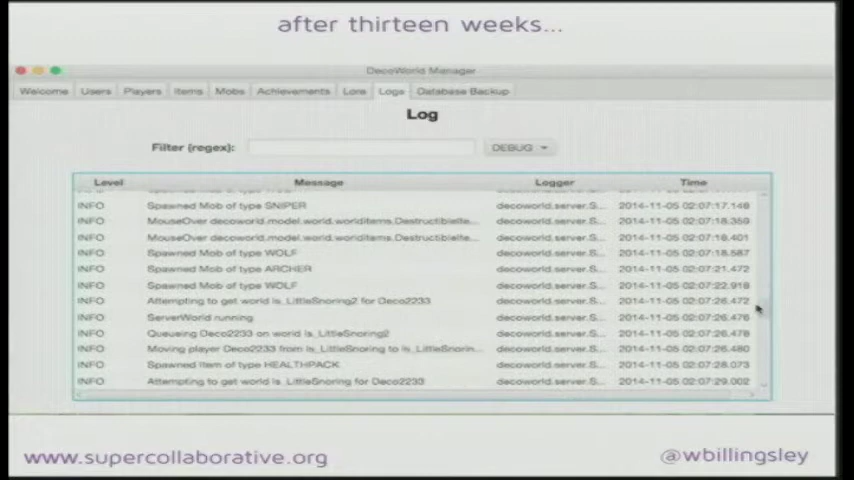 after thirteen weeks...
DecoWorld Manager
Welcome Users Players Items Mobs Achievements Lore Logs Database Backup
Log
Filter (regex): DEBUG
Level Message Logger Time
INFO Spawned Mob of type SNIPER decoworld.server.S... 2014-11-05 02:07:17.148
INFO MouseOver decoworld.model.world.worlditems.DestructibleIte... decoworld.server.S... 2014-11-05 02:07:18.359
INFO MouseOver decoworld.model.world.worlditems.DestructibleIte... decoworld.server.S... 2014-11-05 02:07:18.401
INFO Spawned Mob of type WOLF decoworld.server.S... 2014-11-05 02:07:18.587
INFO Spawned Mob of type ARCHER decoworld.server.S... 2014-11-05 02:07:21.472
INFO Spawned Mob of type WOLF decoworld.server.S... 2014-11-05 02:07:22.918
INFO Attempting to get world is_LittleSnoring2 for Deco2233 decoworld.server.S... 2014-11-05 02:07:26.472
INFO ServerWorld running decoworld.server.S... 2014-11-05 02:07:26.476
INFO Queueing Deco2233 on world is_LittleSnoring2 decoworld.server.S... 2014-11-05 02:07:26.478
INFO Moving player Deco2233 from is_LittleSnoring to is_LittleSnorin... decoworld.server.S... 2014-11-05 02:07:26.480
INFO Spawned Item of type HEALTHPACK decoworld.server.S... 2014-11-05 02:07:28.073
INFO Attempting to get world is_LittleSnoring for Deco2233 decoworld.server.S... 2014-11-05 02:07:29.002
www.supercollaborative.org
@wbillingsley